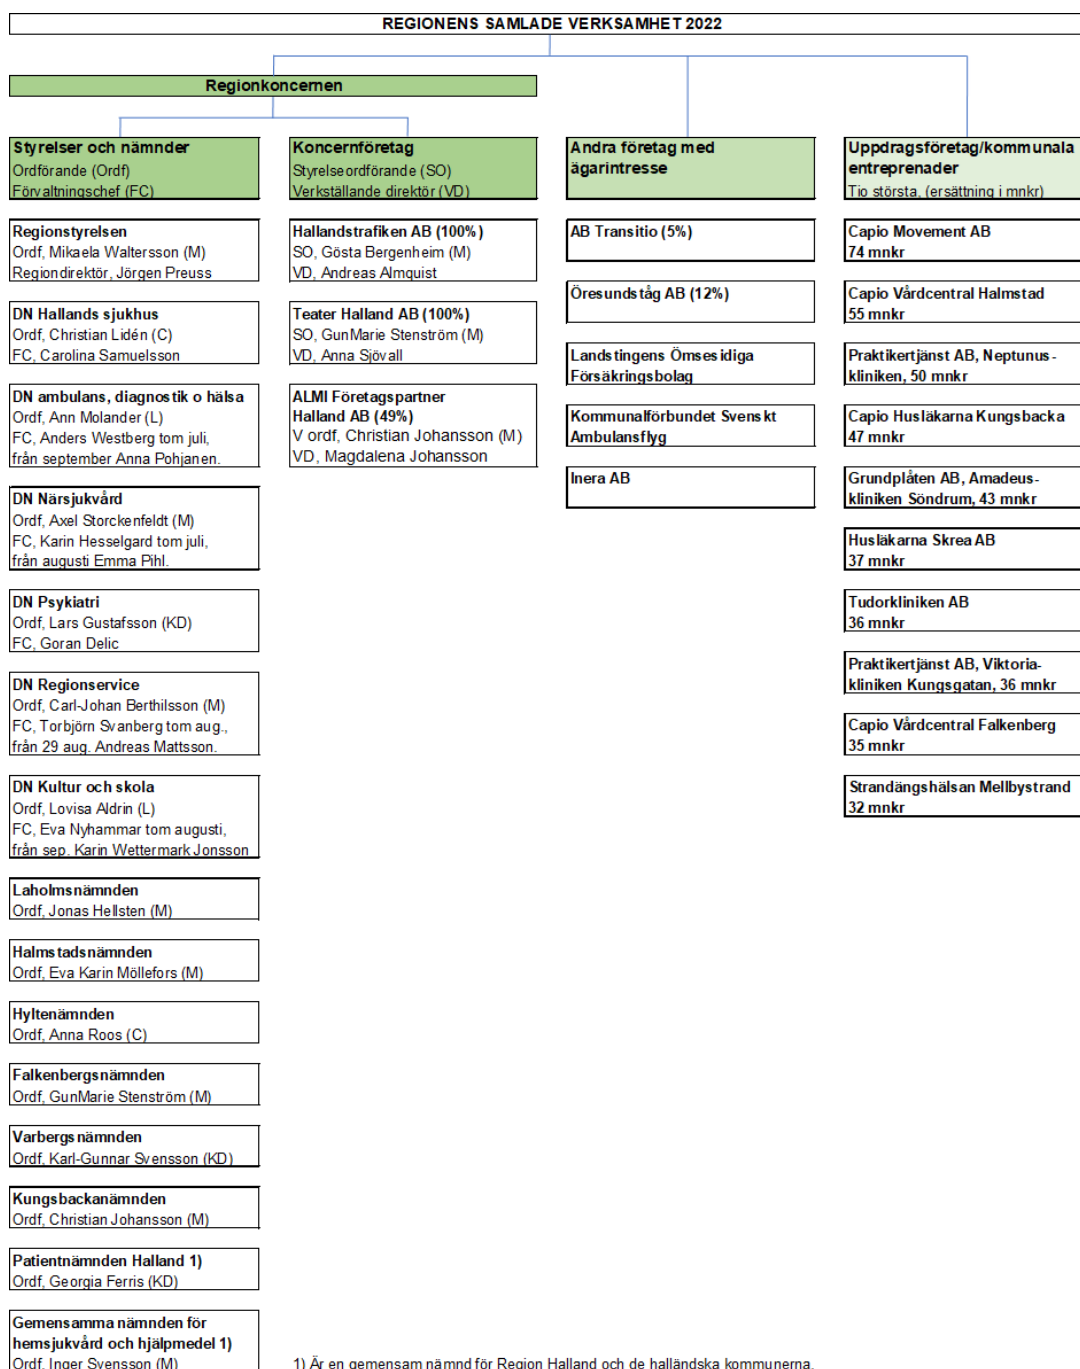 REGIONENS SAMLADE VERKSAMHET 2022
Regionkoncernen
Styrelser och nämnder
Ordförande (Ordf)
Förvaltningschef (FC)
Regionstyrelsen
Ordf, Mikaela Waltersson (M)
Regiondirektör, Jörgen Preuss
DN Hallands sjukhus
Ordf, Christian Lidén (C)
FC, Carolina Samuelsson
DN ambulans, diagnostik o hälsa
Ordf, Ann Molander (L)
FC, Anders Westberg tom juli,
från september Anna Pohjanen.
DN Närsjukvård
Ordf, Axel Storckenfeldt (M)
FC, Karin Hesselgard tom juli,
från augusti Emma Pihl.
DN Psykiatri
Ordf, Lars Gustafsson (KD)
FC, Goran Delic
DN Regionservice
Ordf, Carl-Johan Berthilsson (M)
FC, Torbjörn Svanberg tom aug.,
från 29 aug. Andreas Mattsson.
DN Kultur och skola
Ordf, Lovisa Aldrin (L)
FC, Eva Nyhammar tom augusti,
från sep. Karin Wettermark Jonsson
Laholmsnämnden
Ordf, Jonas Hellsten (M)
Halmstadsnämnden
Ordf, Eva Karin Möllefors (M)
Hyltenämnden
Ordf, Anna Roos (C)
Falkenbergsnämnden
Ordf, GunMarie Stenström (M)
Varbergsnämnden
Ordf, Karl-Gunnar Svensson (KD)
Kungsbackanämnden
Ordf, Christian Johansson (M)
Patientnämnden Halland 1)
Ordf, Georgia Ferris (KD)
Gemensamma nämnden för
hemsjukvård och hjälpmedel 1)
Ordf, Inger Svensson (M)
Koncernföretag
Styrelseordförande (SO)
Verkställande direktör (VD)
Hallandstrafiken AB (100%)
SO, Gösta Bergenheim (M)
VD, Andreas Almquist
Teater Halland AB (100%)
SO, GunMarie Stenström (M)
VD, Anna Sjövall
ALMI Företagspartner
Halland AB (49%)
V ordf, Christian Johansson (M)
VD, Magdalena Johansson
Andra företag med
ägarintresse
AB Transitio (5%)
Öresundståg AB (12%)
Landstingens Ömsesidiga
Försäkringsbolag
Kommunalförbundet Svenskt
Ambulansflyg
Inera AB
Uppdragsföretag/kommunala
entreprenader
Tio största, (ersättning i mnkr)
Capio Movement AB
74 mnkr
Capio Vårdcentral Halmstad
55 mnkr
Praktikertjänst AB, Neptunus-
kliniken, 50 mnkr
Capio Husläkarna Kungsbacka
47 mnkr
Grundplåten AB, Amadeus-
kliniken Söndrum, 43 mnkr
Husläkarna Skrea AB
37 mnkr
Tudorkliniken AB
36 mnkr
Praktikertjänst AB, Viktoria-
kliniken Kungsgatan, 36 mnkr
Capio Vårdcentral Falkenberg
35 mnkr
Strandängshälsan Mellbystrand
32 mnkr
1) Är en gemensam nämnd för Region Halland och de halländska kommunerna.